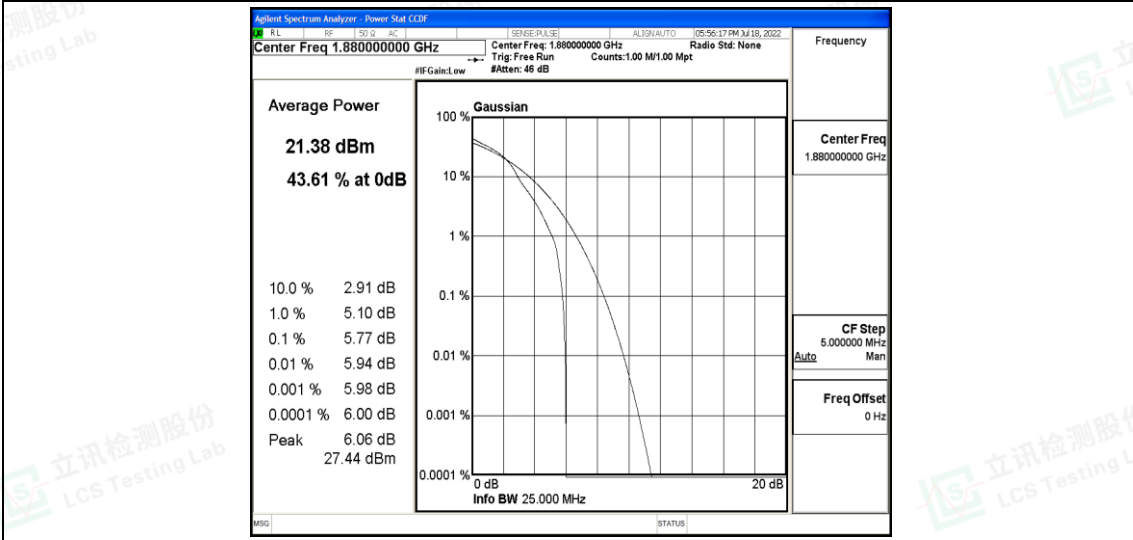 Agilent Spectrum Analyzer - Power Stat CCDF
RL RF 50 Ω AC SENSE:PULSE ALIGNAUTO 05:56:17 PM Jul 18, 2022
Center Freq 1.880000000 GHz
Center Freq: 1.880000000 GHz Radio Std: None
Trig: Free Run Counts:1.00 M/1.00 Mpt
#IFGain:Low #Atten: 46 dB
Frequency
Average Power
21.38 dBm
43.61 % at 0dB
10.0 % 2.91 dB
1.0 % 5.10 dB
0.1 % 5.77 dB
0.01 % 5.94 dB
0.001 % 5.98 dB
0.0001 % 6.00 dB
Peak 6.06 dB
27.44 dBm
Gaussian
100 %
10 %
1 %
0.1 %
0.01 %
0.001 %
0.0001 %
0 dB 20 dB
Info BW 25.000 MHz
Center Freq
1.880000000 GHz
CF Step
5.000000 MHz
Auto Man
Freq Offset
0 Hz
MSG STATUS
立讯检测股份
LCS Testing Lab
立讯检测股份
LCS Testing L